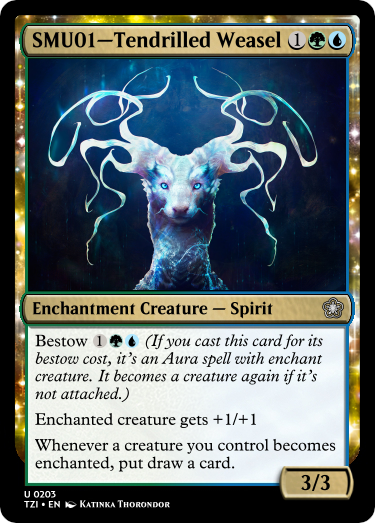 SMU01—Tendrilled Weasel 1
Enchantment Creature — Spirit
Bestow 1 (If you cast this card for its
bestow cost, it's an Aura spell with enchant
creature. It becomes a creature again if it's
not attached.)
Enchanted creature gets +1/+1
Whenever a creature you control becomes
enchanted, put draw a card.
3/3
U 0203
TZI • EN Katinka Thorondor